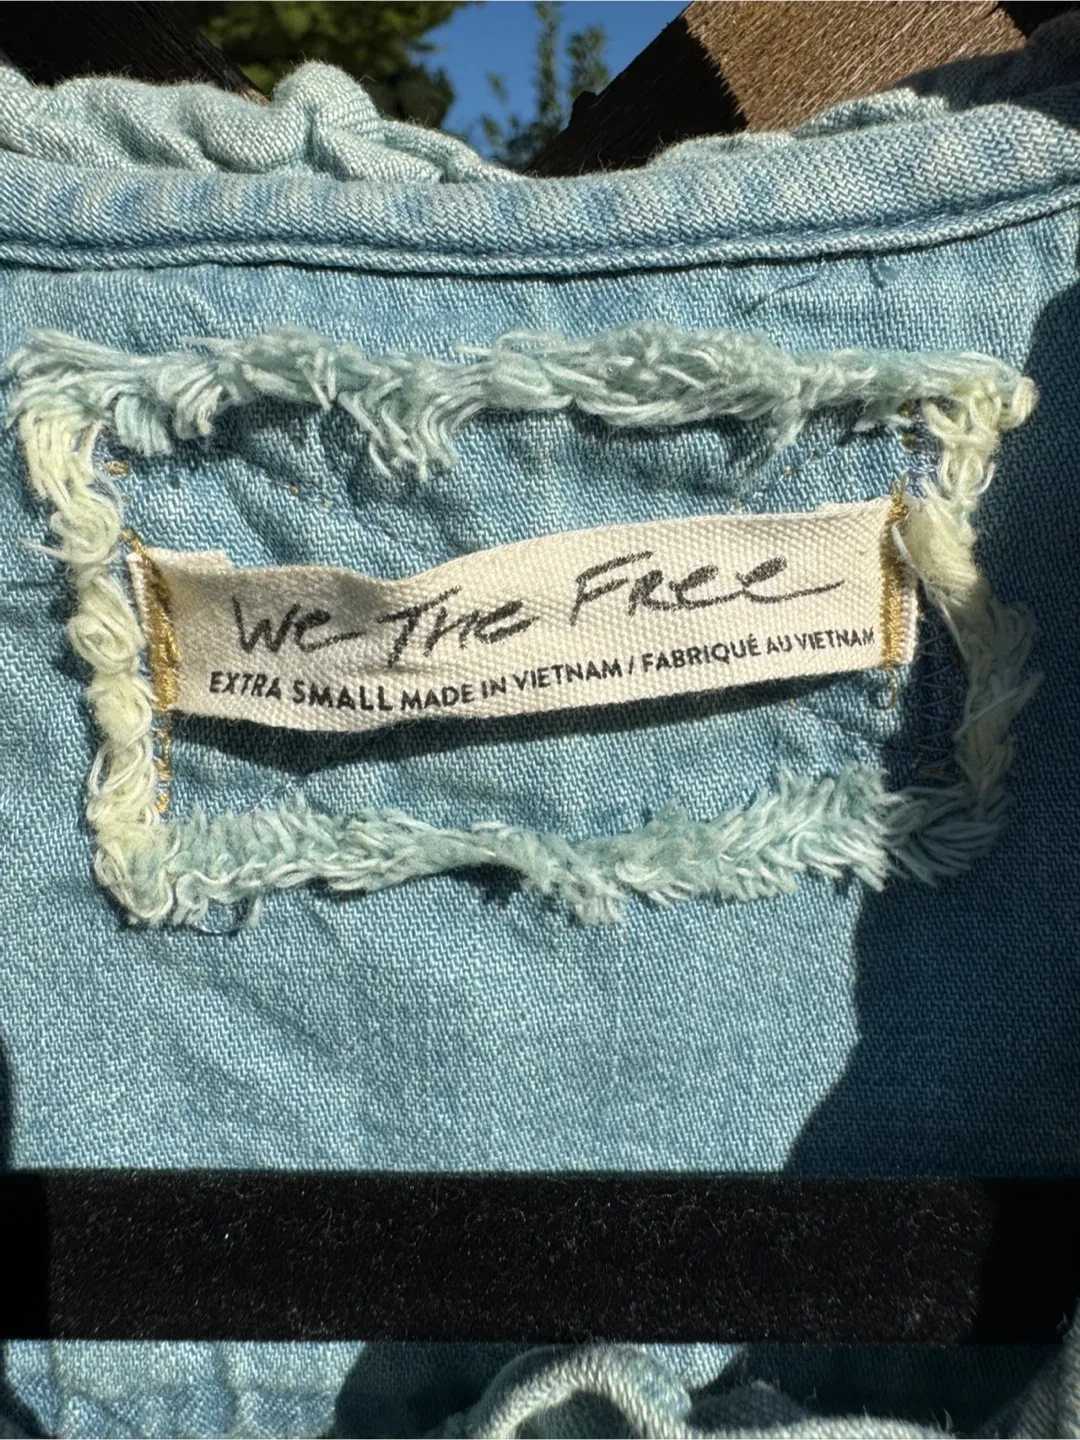 We The Free
EXTRA SMALL MADE IN VIETNAM / FABRIQUÉ AU VIETNAM